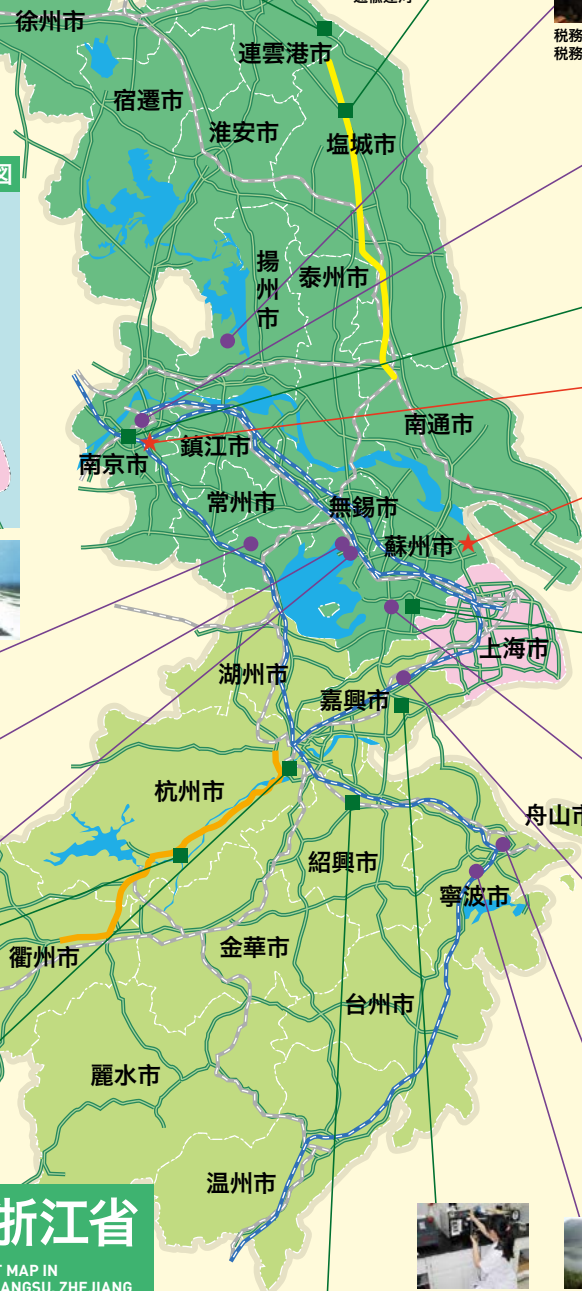 徐州市
連雲港市
税務
税務
宿遷市
淮安市
塩城市
図
揚州市
泰州市
南通市
鎮江市
南京市
常州市
無錫市
蘇州市
上海市
湖州市
嘉興市
杭州市
舟山市
紹興市
寧波市
衢州市
金華市
台州市
麗水市
温州市
浙江省
T MAP IN
ANGSU, ZHEJIANG